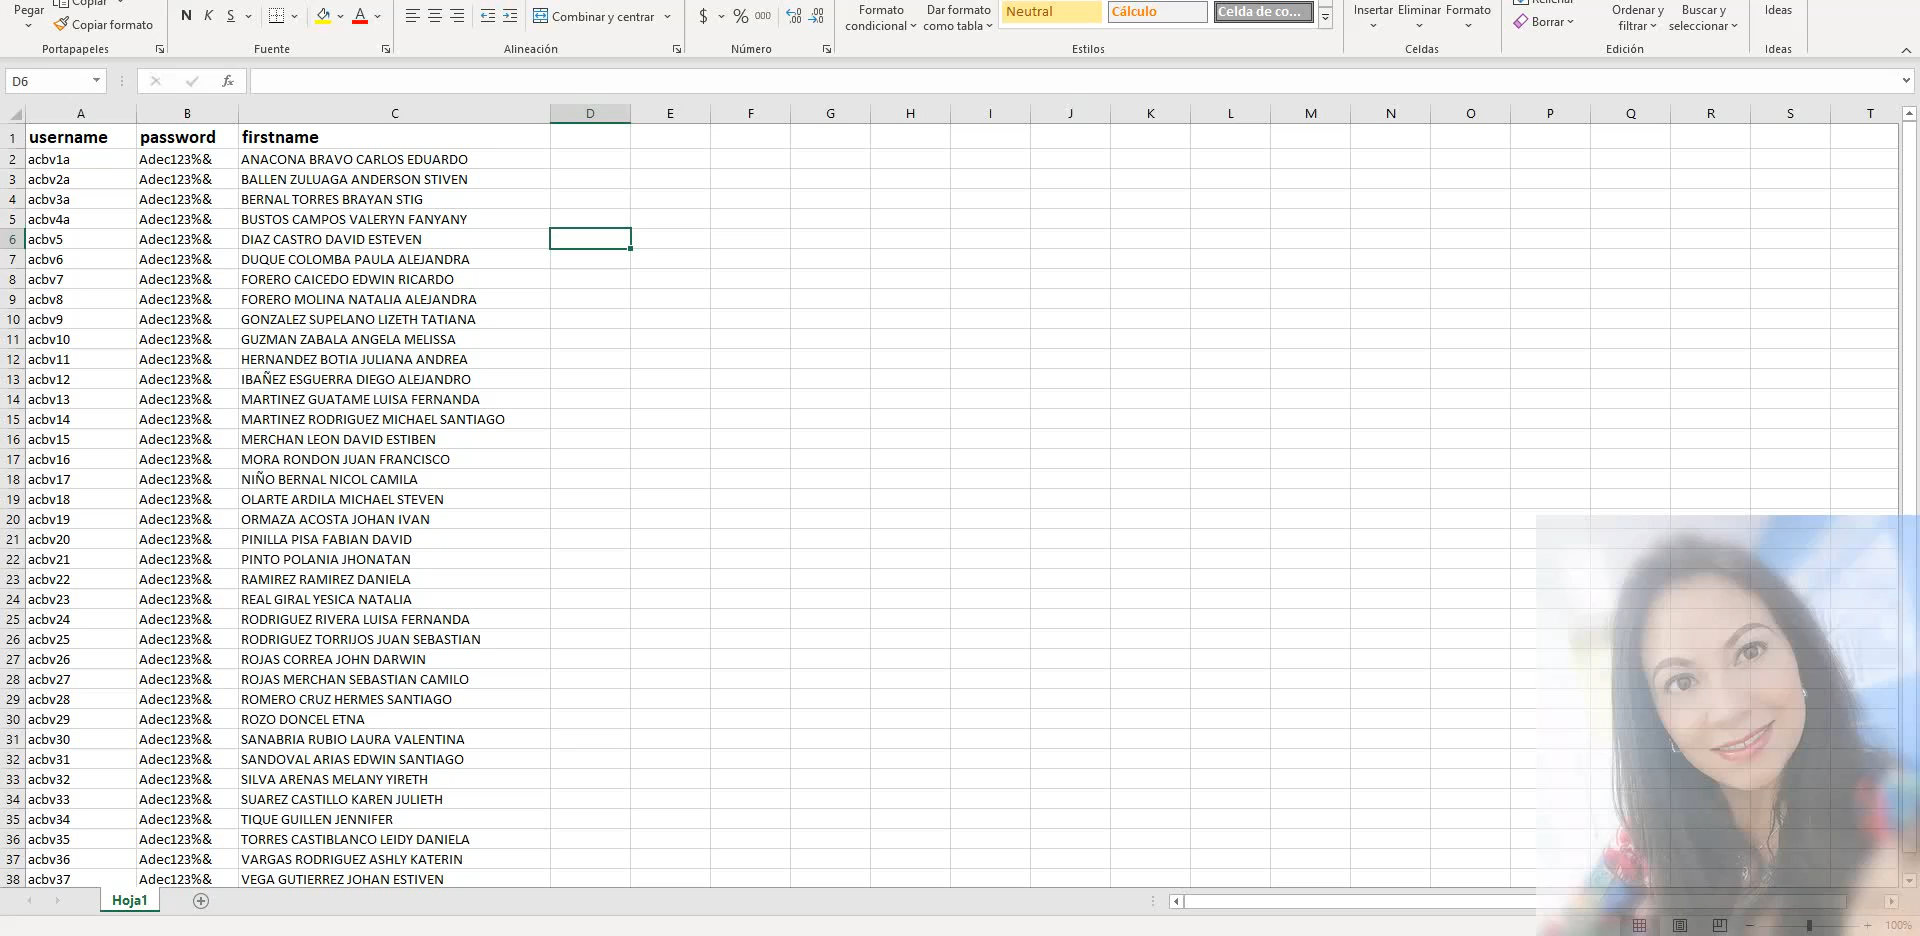 Pegar Copiar Formato Dar formato Neutral Cálculo Celda de co... Insertar Eliminar Formato Rellenar Ordenar y Buscar y Ideas
Copiar formato N K S A Combinar y centrar $ % 000 condicional como tabla Borrar filtrar seleccionar
Portapapeles Fuente Alineación Número Estilos Celdas Edición Ideas
D6 fx
A B C D E F G H I J K L M N O P Q R S T
1 username password firstname
2 acbv1a Adec123%& ANACONA BRAVO CARLOS EDUARDO
3 acbv2a Adec123%& BALLEN ZULUAGA ANDERSON STIVEN
4 acbv3a Adec123%& BERNAL TORRES BRAYAN STIG
5 acbv4a Adec123%& BUSTOS CAMPOS VALERYN FANYANY
6 acbv5 Adec123%& DIAZ CASTRO DAVID ESTEVEN
7 acbv6 Adec123%& DUQUE COLOMBA PAULA ALEJANDRA
8 acbv7 Adec123%& FORERO CAICEDO EDWIN RICARDO
9 acbv8 Adec123%& FORERO MOLINA NATALIA ALEJANDRA
10 acbv9 Adec123%& GONZALEZ SUPELANO LIZETH TATIANA
11 acbv10 Adec123%& GUZMAN ZABALA ANGELA MELISSA
12 acbv11 Adec123%& HERNANDEZ BOTIA JULIANA ANDREA
13 acbv12 Adec123%& IBAÑEZ ESGUERRA DIEGO ALEJANDRO
14 acbv13 Adec123%& MARTINEZ GUATAME LUISA FERNANDA
15 acbv14 Adec123%& MARTINEZ RODRIGUEZ MICHAEL SANTIAGO
16 acbv15 Adec123%& MERCHAN LEON DAVID ESTIBEN
17 acbv16 Adec123%& MORA RONDON JUAN FRANCISCO
18 acbv17 Adec123%& NIÑO BERNAL NICOL CAMILA
19 acbv18 Adec123%& OLARTE ARDILA MICHAEL STEVEN
20 acbv19 Adec123%& ORMAZA ACOSTA JOHAN IVAN
21 acbv20 Adec123%& PINILLA PISA FABIAN DAVID
22 acbv21 Adec123%& PINTO POLANIA JHONATAN
23 acbv22 Adec123%& RAMIREZ RAMIREZ DANIELA
24 acbv23 Adec123%& REAL GIRAL YESICA NATALIA
25 acbv24 Adec123%& RODRIGUEZ RIVERA LUISA FERNANDA
26 acbv25 Adec123%& RODRIGUEZ TORRIJOS JUAN SEBASTIAN
27 acbv26 Adec123%& ROJAS CORREA JOHN DARWIN
28 acbv27 Adec123%& ROJAS MERCHAN SEBASTIAN CAMILO
29 acbv28 Adec123%& ROMERO CRUZ HERMES SANTIAGO
30 acbv29 Adec123%& ROZO DONCEL ETNA
31 acbv30 Adec123%& SANABRIA RUBIO LAURA VALENTINA
32 acbv31 Adec123%& SANDOVAL ARIAS EDWIN SANTIAGO
33 acbv32 Adec123%& SILVA ARENAS MELANY YIRETH
34 acbv33 Adec123%& SUAREZ CASTILLO KAREN JULIETH
35 acbv34 Adec123%& TIQUE GUILLEN JENNIFER
36 acbv35 Adec123%& TORRES CASTIBLANCO LEIDY DANIELA
37 acbv36 Adec123%& VARGAS RODRIGUEZ ASHLY KATERIN
38 acbv37 Adec123%& VEGA GUTIERREZ JOHAN ESTIVEN
Hoja1
100%